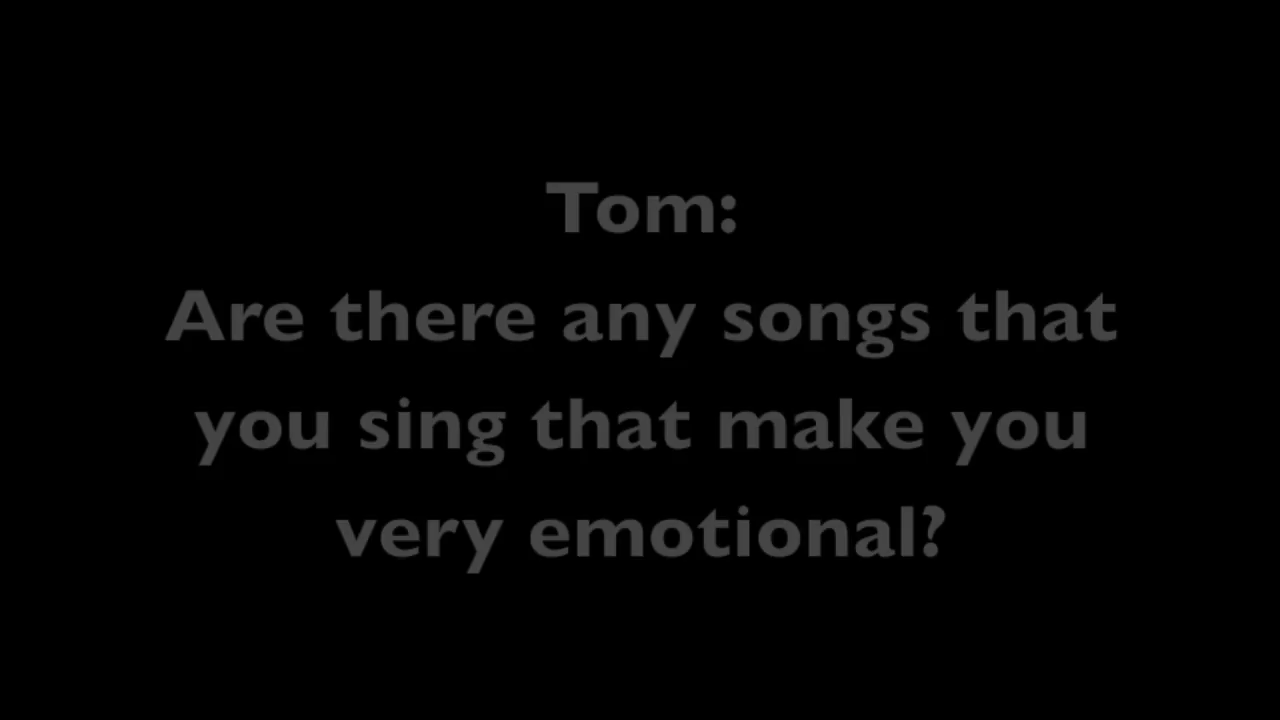 Tom:
Are there any songs that
you sing that make you
very emotional?